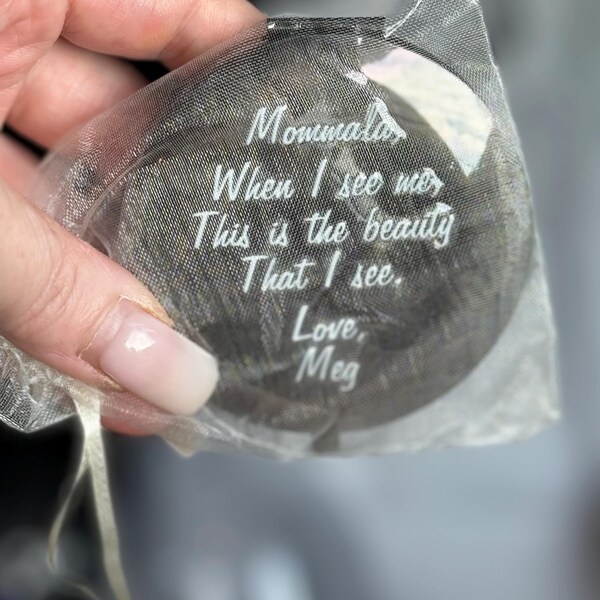 Mommala,
When I see me,
This is the beauty
That I see.
Love,
Meg